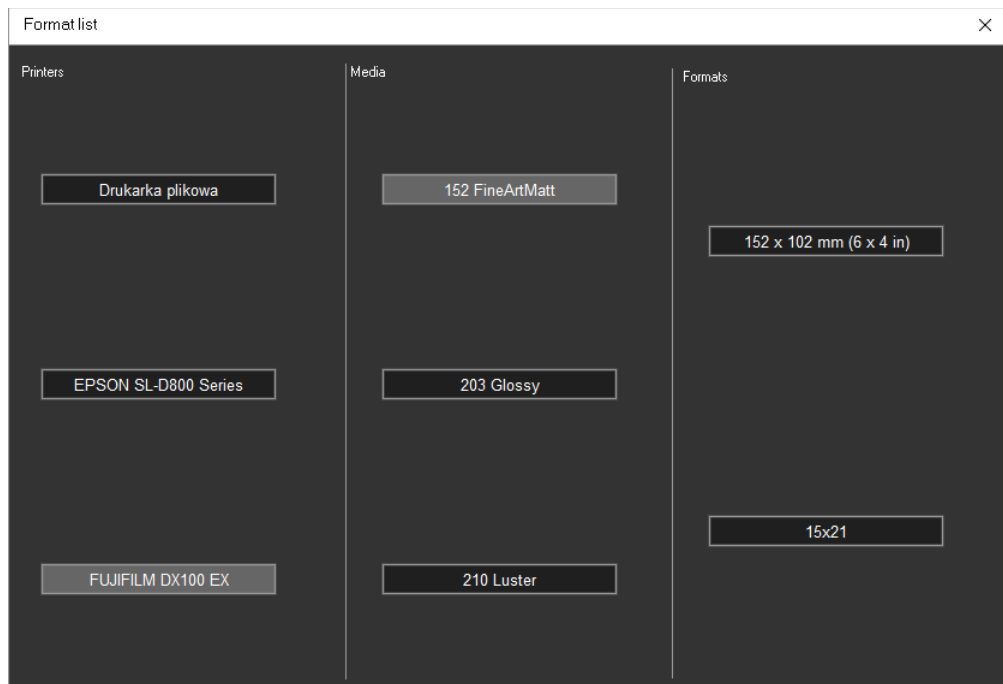 Format list
Printers
Media
Formats
Drukarka plikowa
152 FineArtMatt
152 x 102 mm (6 x 4 in)
EPSON SL-D800 Series
203 Glossy
15x21
FUJIFILM DX100 EX
210 Luster